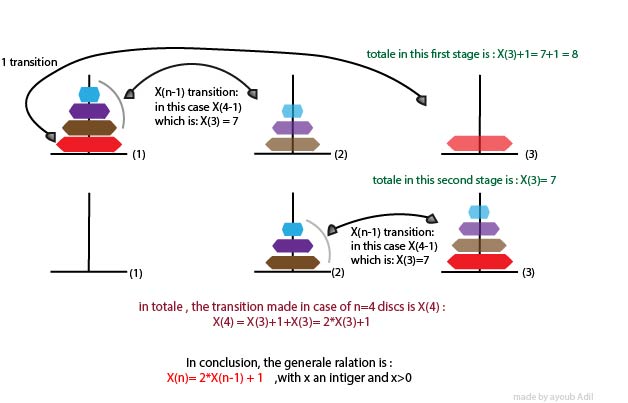 totale in this first stage is : X(3)+1= 7+1 = 8
1 transition
X(n-1) transition:
in this case X(4-1)
which is: X(3) = 7
(1)
(2)
(3)
totale in this second stage is : X(3)= 7
X(n-1) transition:
in this case X(4-1)
which is: X(3)=7
(1)
(2)
(3)
in totale , the transition made in case of n=4 discs is X(4) :
X(4) = X(3)+1+X(3)= 2*X(3)+1
In conclusion, the generale ralation is :
X(n)= 2*X(n-1) + 1 ,with x an intiger and x>0
made by ayoub Adil